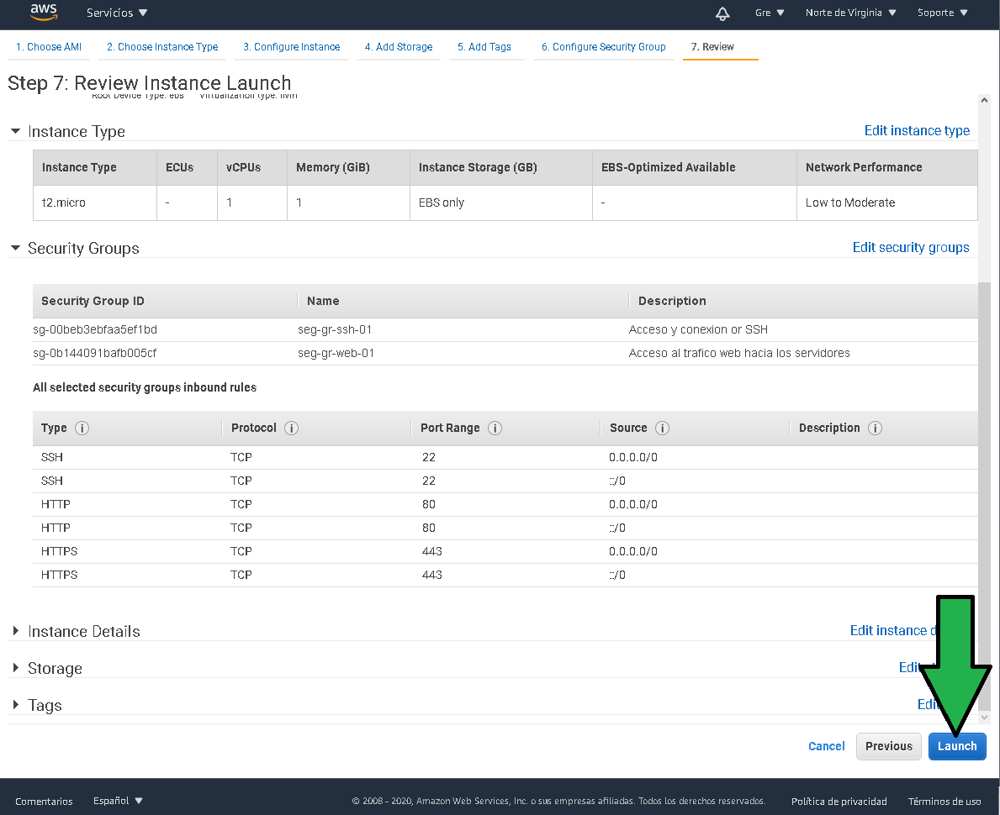 aws Servicios Gre Norte de Virginia Soporte
1. Choose AMI 2. Choose Instance Type 3. Configure Instance 4. Add Storage 5. Add Tags 6. Configure Security Group 7. Review
Step 7: Review Instance Launch
Root Device Type: ebs Virtualization type: hvm
Instance Type Edit instance type
Instance Type ECUs vCPUs Memory (GiB) Instance Storage (GB) EBS-Optimized Available Network Performance
t2.micro - 1 1 EBS only - Low to Moderate
Security Groups Edit security groups
Security Group ID Name Description
sg-00beb3ebfaa5ef1bd seg-gr-ssh-01 Acceso y conexion or SSH
sg-0b144091bafb005cf seg-gr-web-01 Acceso al trafico web hacia los servidores
All selected security groups inbound rules
Type i Protocol i Port Range i Source i Description i
SSH TCP 22 0.0.0.0/0
SSH TCP 22 ::/0
HTTP TCP 80 0.0.0.0/0
HTTP TCP 80 ::/0
HTTPS TCP 443 0.0.0.0/0
HTTPS TCP 443 ::/0
Instance Details Edit instance
Storage Edit
Tags Edit
Cancel Previous Launch
Comentarios Español © 2008 - 2020, Amazon Web Services, Inc. o sus empresas afiliadas. Todos los derechos reservados. Política de privacidad Términos de uso